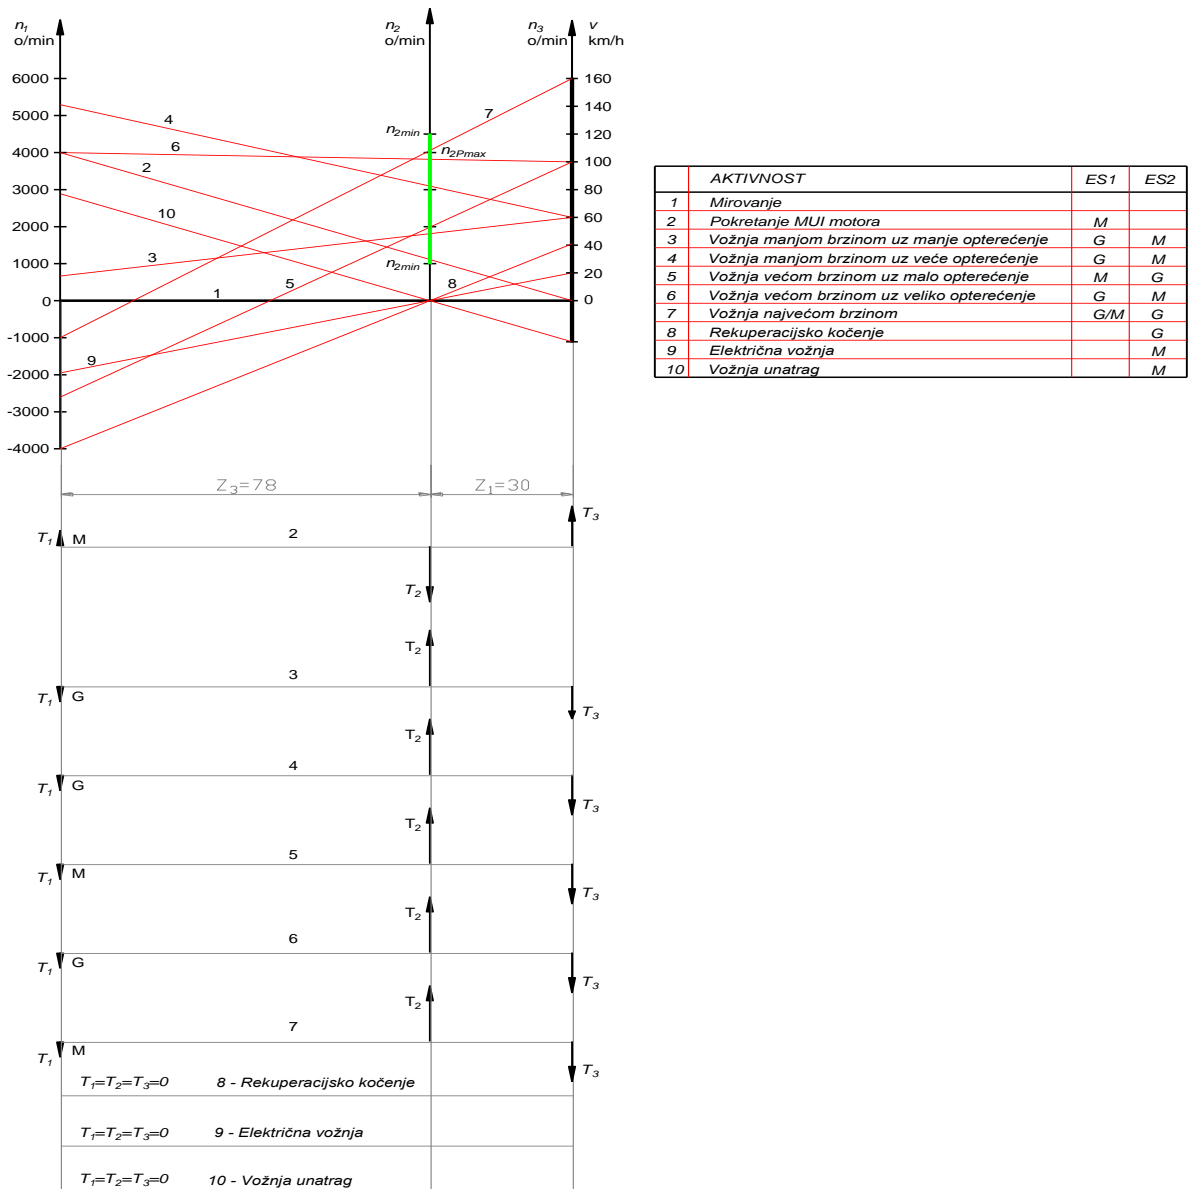 n1 n2 n3 v
o/min o/min o/min km/h
6000 160
7
140
5000
4 120
n2min
6
4000 n2Pmax 100
2
3000 80
10
2000 60
40
3
1000 n2min 20
5 8
1
0 0
-1000
9
-2000
-3000
-4000
AKTIVNOST ES1 ES2
1 Mirovanje
2 Pokretanje MUI motora M
3 Vožnja manjom brzinom uz manje opterećenje G M
4 Vožnja manjom brzinom uz veće opterećenje G M
5 Vožnja većom brzinom uz malo opterećenje M G
6 Vožnja većom brzinom uz veliko opterećenje G M
7 Vožnja najvećom brzinom G/M G
8 Rekuperacijsko kočenje G
9 Električna vožnja M
10 Vožnja unatrag M
Z3=78 Z1=30
T3
T1 M 2
T2
T2
3
T1 G
T3
T2
4
T1 G
T3
T2
5
T1 M
T3
T2
6
T1 G
T3
T2
7
T1 M
T3
T1=T2=T3=0 8 - Rekuperacijsko kočenje
T1=T2=T3=0 9 - Električna vožnja
T1=T2=T3=0 10 - Vožnja unatrag